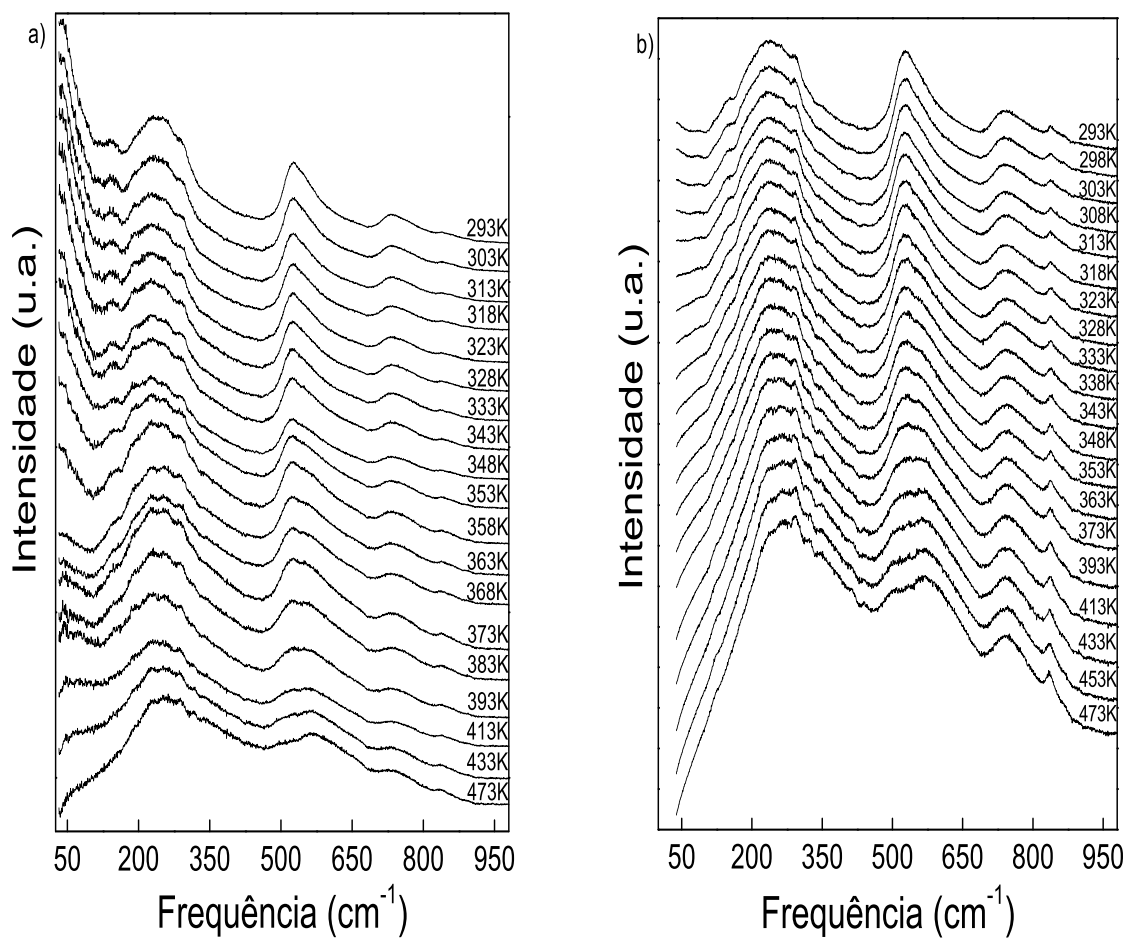 a)
293K
303K
313K
318K
323K
328K
333K
343K
348K
353K
358K
363K
368K
373K
383K
393K
413K
433K
473K
50 200 350 500 650 800 950
Frequência (cm-1)
Intensidade (u.a.)
b)
293K
298K
303K
308K
313K
318K
323K
328K
333K
338K
343K
348K
353K
363K
373K
393K
413K
433K
453K
473K
50 200 350 500 650 800 950
Frequência (cm-1)
Intensidade (u.a.)